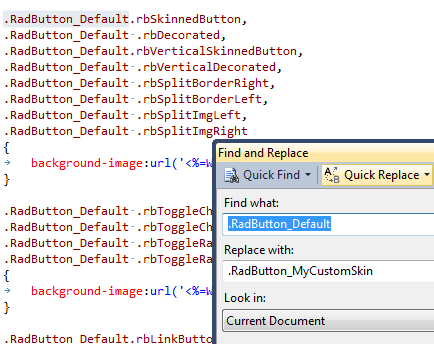 .RadButton_Default.rbSkinnedButton,
.RadButton_Default·.rbDecorated,
.RadButton_Default.rbVerticalSkinnedButton,
.RadButton_Default·.rbVerticalDecorated,
.RadButton_Default·.rbSplitBorderRight,
.RadButton_Default·.rbSplitBorderLeft,
.RadButton_Default·.rbSplitImgLeft,
.RadButton_Default·.rbSplitImgRight
{
→ background-image:url('<%=W
}
.RadButton_Default·.rbToggleCh
.RadButton_Default·.rbToggleCh
.RadButton_Default·.rbToggleRa
.RadButton_Default·.rbToggleRa
{
→ background-image:url('<%=W
}
.RadButton_Default.rbLinkButto
Find and Replace
Quick Find
Quick Replace
Find what:
.RadButton_Default
Replace with:
.RadButton_MyCustomSkin
Look in:
Current Document